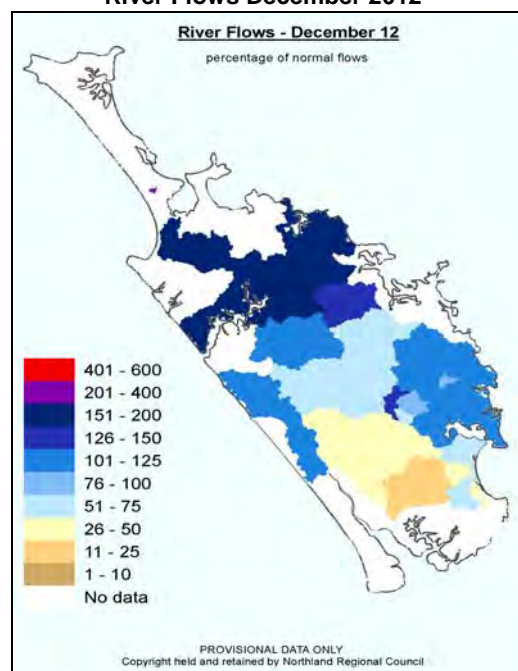 River Flows December 2012
River Flows - December 12
percentage of normal flows
401 - 600
201 - 400
151 - 200
126 - 150
101 - 125
76 - 100
51 - 75
26 - 50
11 - 25
1 - 10
No data
PROVISIONAL DATA ONLY
Copyright held and retained by Northland Regional Council